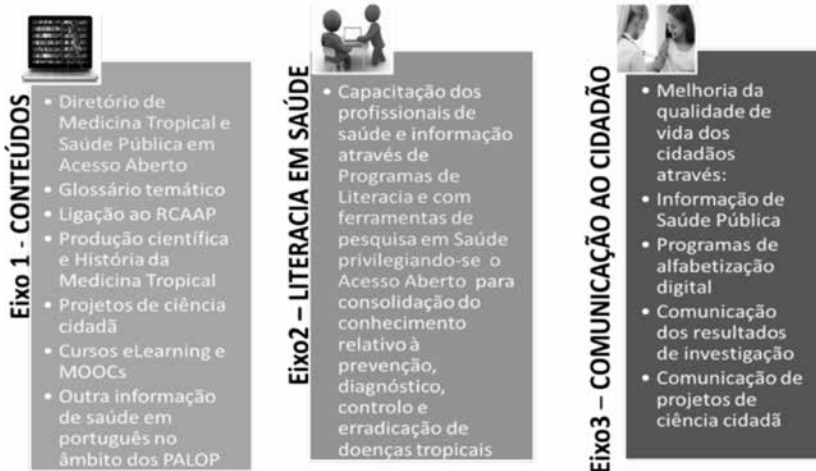 Eixo 1 - CONTEÚDOS
• Diretório de
Medicina Tropical e
Saúde Pública em
Acesso Aberto
• Glossário temático
• Ligação ao RCAAP
• Produção científica
e História da
Medicina Tropical
• Projetos de ciência
cidadã
• Cursos eLearning e
MOOCs
• Outra informação
de saúde em
português no
âmbito dos PALOP
Eixo2 – LITERACIA EM SAÚDE
• Capacitação dos
profissionais de
saúde e informação
através de
Programas de
Literacia e com
ferramentas de
pesquisa em Saúde
privilegiando-se o
Acesso Aberto para
consolidação do
conhecimento
relativo à
prevenção,
diagnóstico,
controlo e
erradicação de
doenças tropicais
Eixo3 – COMUNICAÇÃO AO CIDADÃO
• Melhoria da
qualidade de
vida dos
cidadãos
através:
• Informação de
Saúde Pública
• Programas de
alfabetização
digital
• Comunicação
dos resultados
de investigação
• Comunicação de
projetos de
ciência cidadã